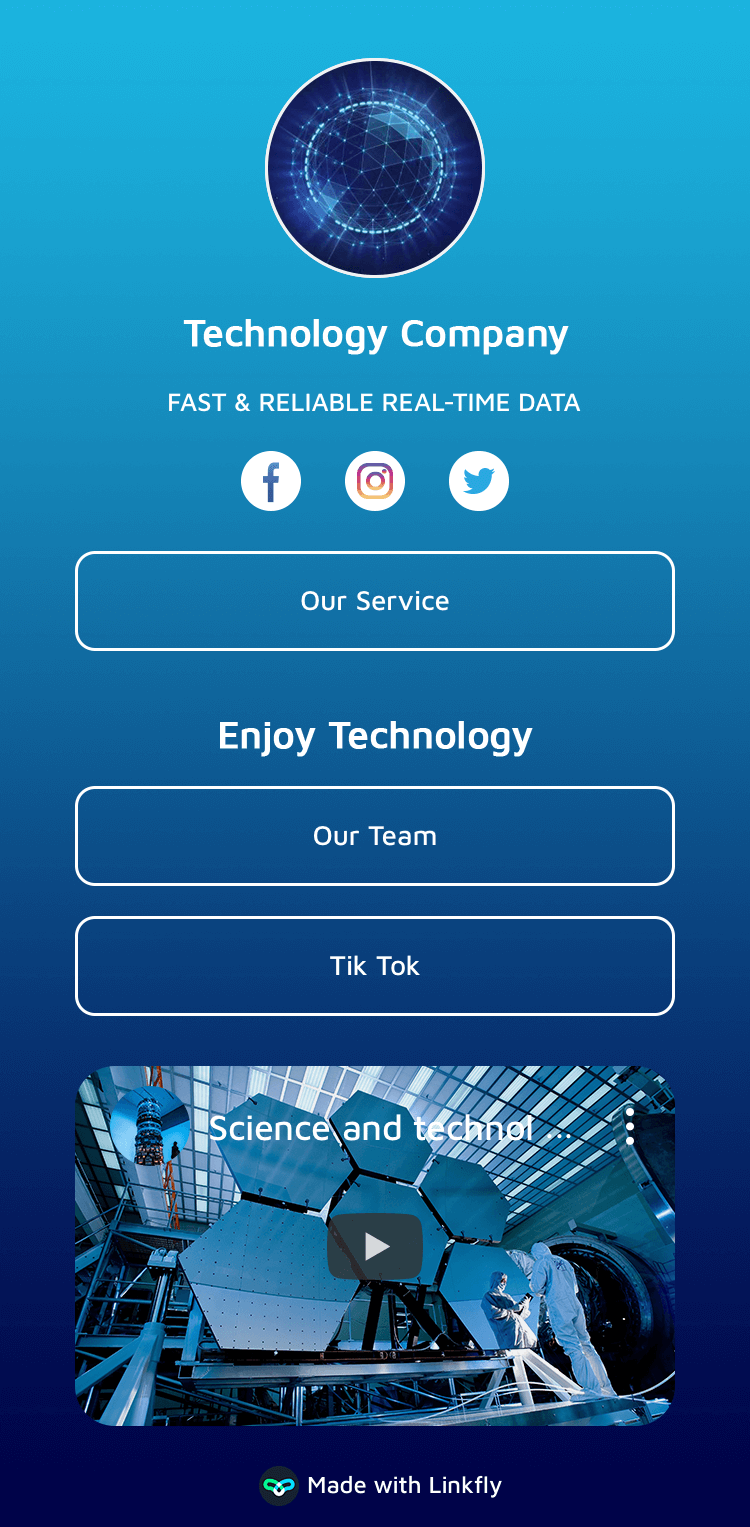 Technology Company
FAST & RELIABLE REAL-TIME DATA
Our Service
Enjoy Technology
Our Team
Tik Tok
Science and technol ...
Made with Linkfly